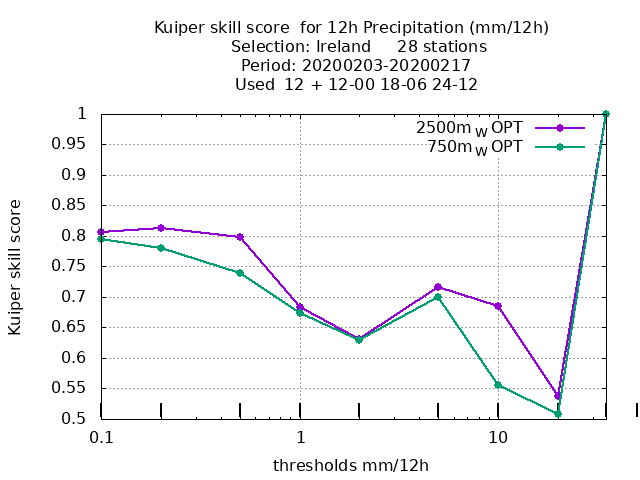 Kuiper skill score  for 12h Precipitation (mm/12h)
Selection: Ireland     28 stations
Period: 20200203-20200217
Used  12 + 12-00 18-06 24-12
2500m W OPT
750m W OPT
1
0.95
0.9
0.85
0.8
0.75
0.7
0.65
0.6
0.55
0.5
Kuiper skill score
0.1 1 10
thresholds mm/12h